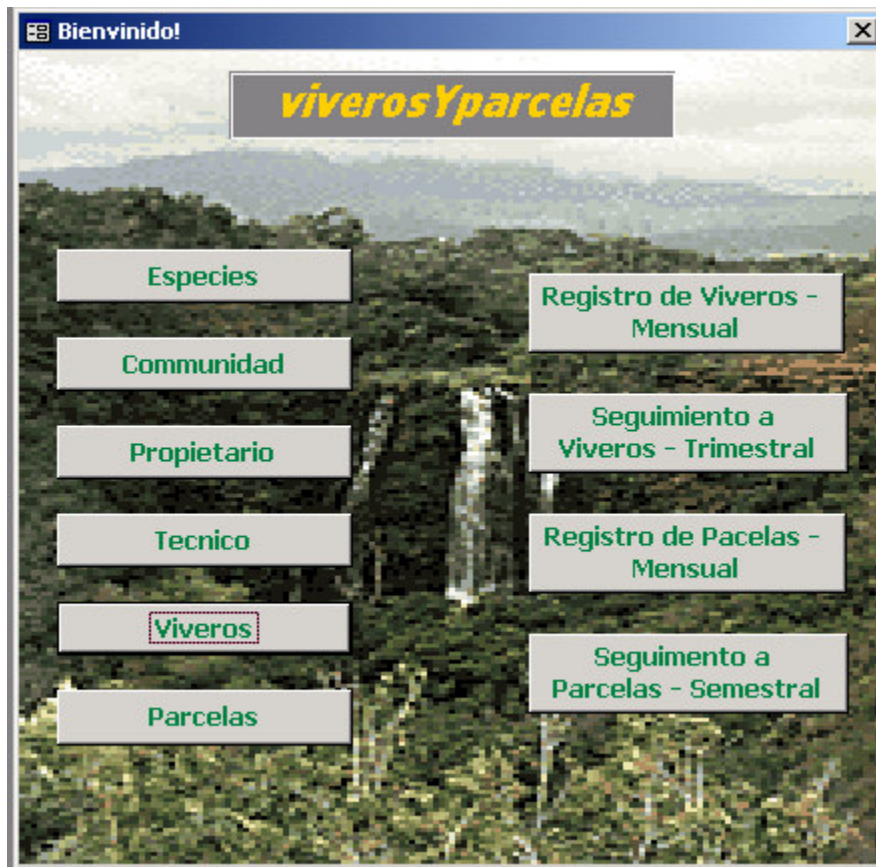 Bienvinido!
viverosYparcelas
Especies
Communidad
Propietario
Tecnico
Viveros
Parcelas
Registro de Viveros -
Mensual
Seguimiento a
Viveros - Trimestral
Registro de Pacelas -
Mensual
Seguimento a
Parcelas - Semestral